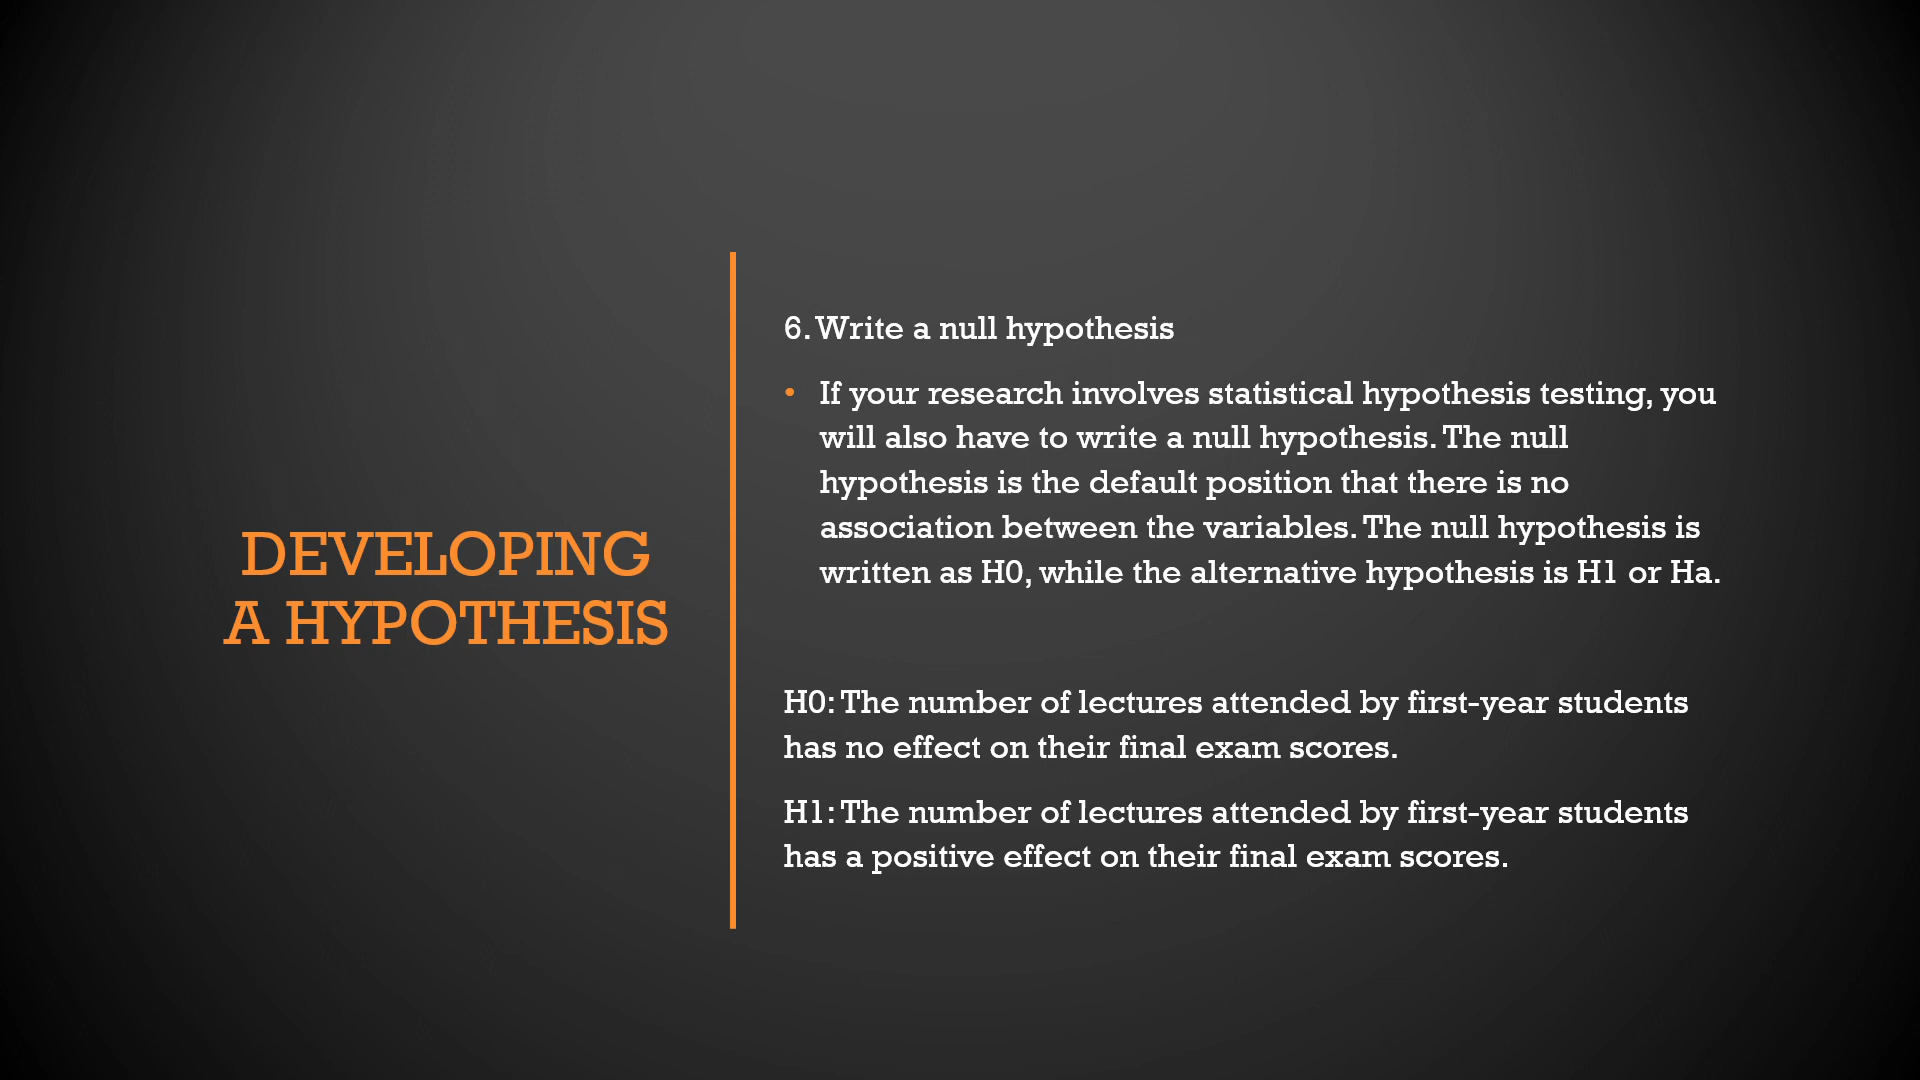 DEVELOPING
A HYPOTHESIS
6. Write a null hypothesis
• If your research involves statistical hypothesis testing, you
will also have to write a null hypothesis. The null
hypothesis is the default position that there is no
association between the variables. The null hypothesis is
written as H0, while the alternative hypothesis is H1 or Ha.
H0: The number of lectures attended by first-year students
has no effect on their final exam scores.
H1: The number of lectures attended by first-year students
has a positive effect on their final exam scores.